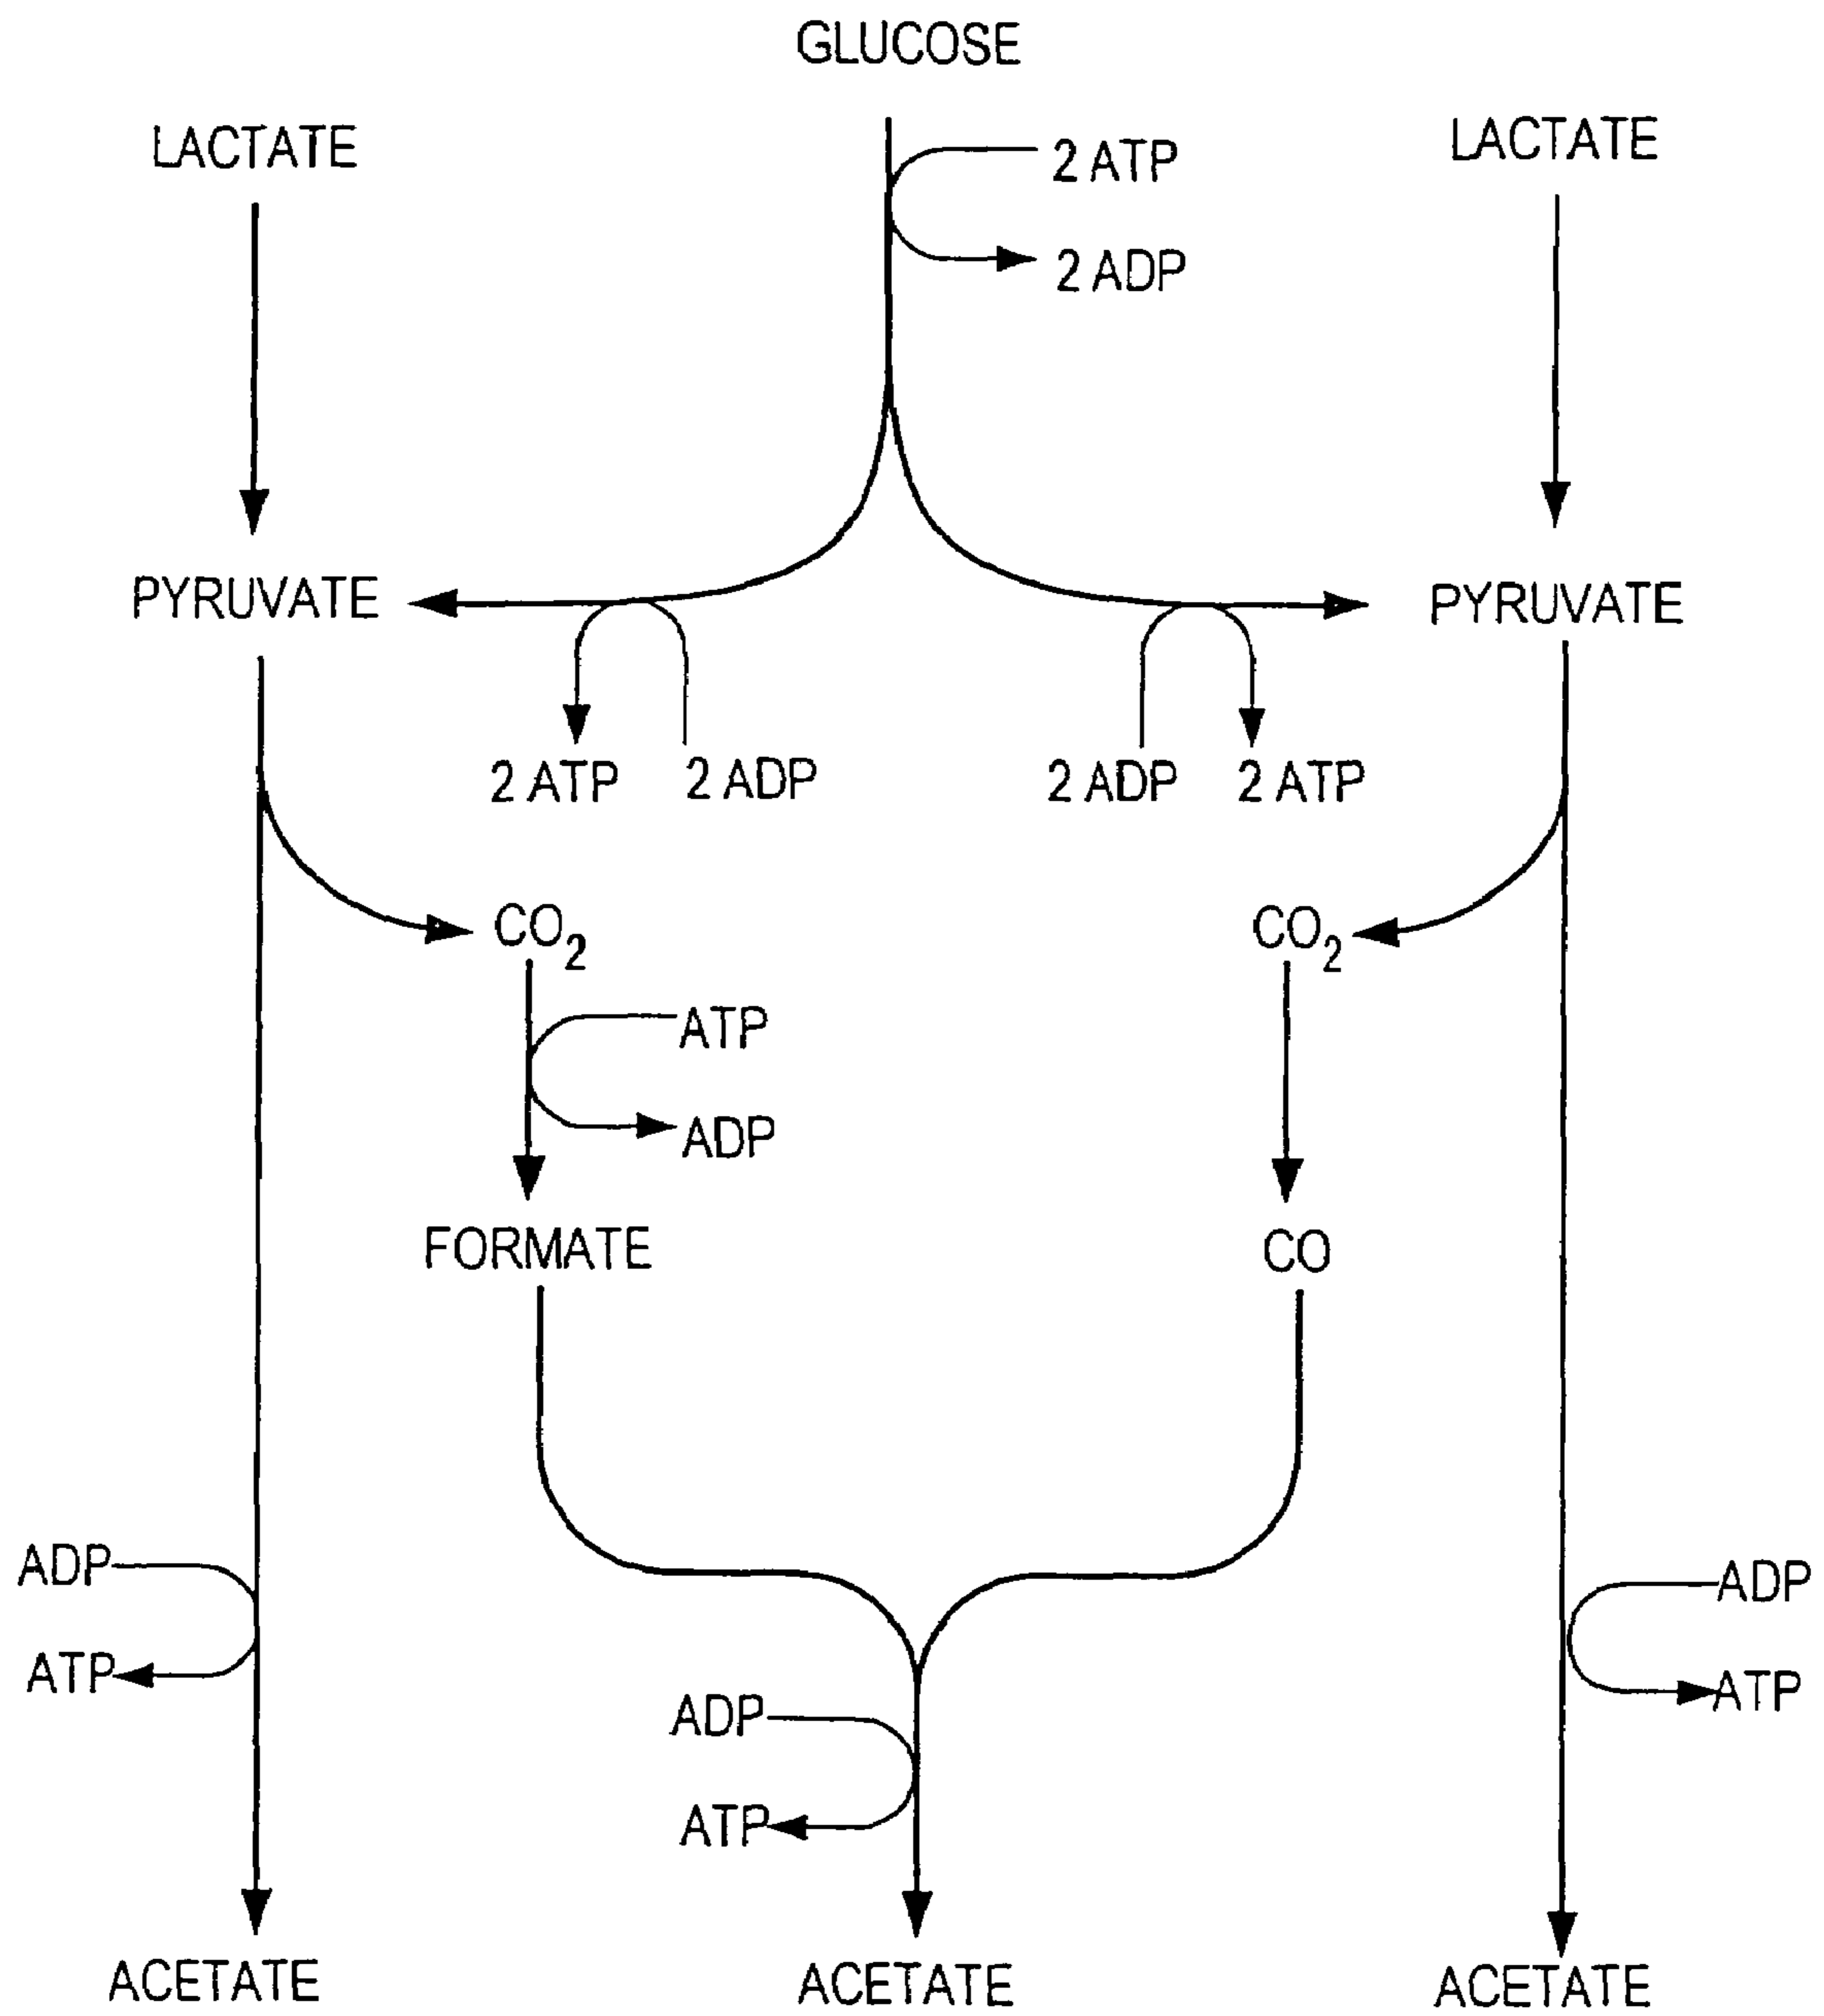 GLUCOSE
LACTATE
2 ATP
LACTATE
2 ADP
PYRUVATE
PYRUVATE
2 ATP
2 ADP
2 ADP
2 ATP
CO2
CO2
ATP
ADP
FORMATE
CO
ADP
ATP
ADP
ATP
ADP
ATP
ACETATE
ACETATE
ACETATE